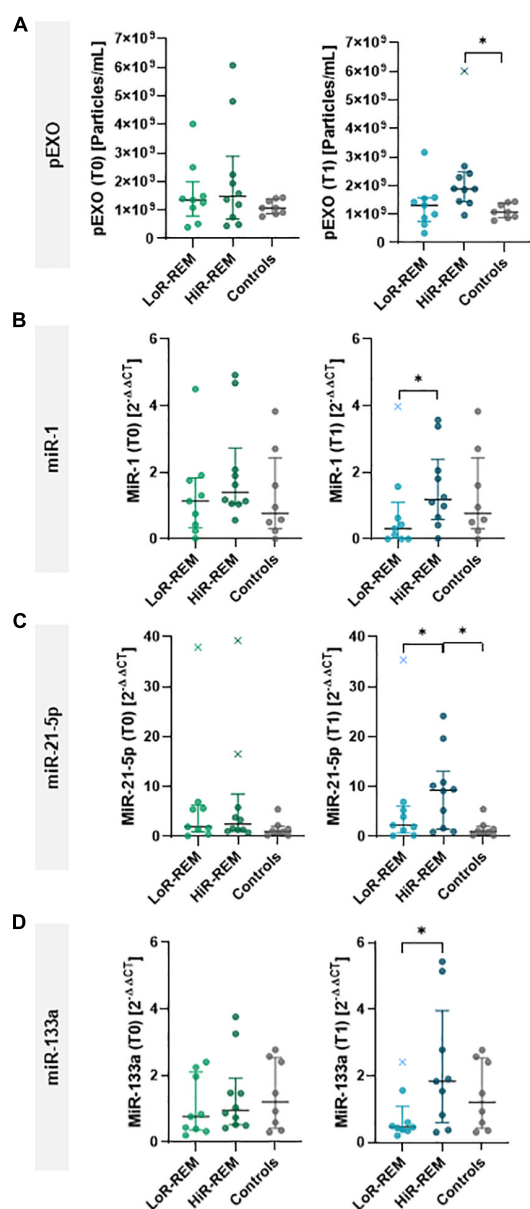 A
pEXO
pEXO (T0) [Particles/mL]
7×10⁹
6×10⁹
5×10⁹
4×10⁹
3×10⁹
2×10⁹
1×10⁹
0
LoR-REM
HiR-REM
Controls
pEXO (T1) [Particles/mL]
7×10⁹
6×10⁹
5×10⁹
4×10⁹
3×10⁹
2×10⁹
1×10⁹
0
*
LoR-REM
HiR-REM
Controls
B
miR-1
MiR-1 (T0) [2^-ΔΔCT]
6
4
2
0
LoR-REM
HiR-REM
Controls
MiR-1 (T1) [2^-ΔΔCT]
6
4
2
0
*
LoR-REM
HiR-REM
Controls
C
miR-21-5p
MiR-21-5p (T0) [2^-ΔΔCT]
40
30
20
10
0
LoR-REM
HiR-REM
Controls
MiR-21-5p (T1) [2^-ΔΔCT]
40
30
20
10
0
* *
LoR-REM
HiR-REM
Controls
D
miR-133a
MiR-133a (T0) [2^-ΔΔCT]
6
4
2
0
LoR-REM
HiR-REM
Controls
MiR-133a (T1) [2^-ΔΔCT]
6
4
2
0
*
LoR-REM
HiR-REM
Controls